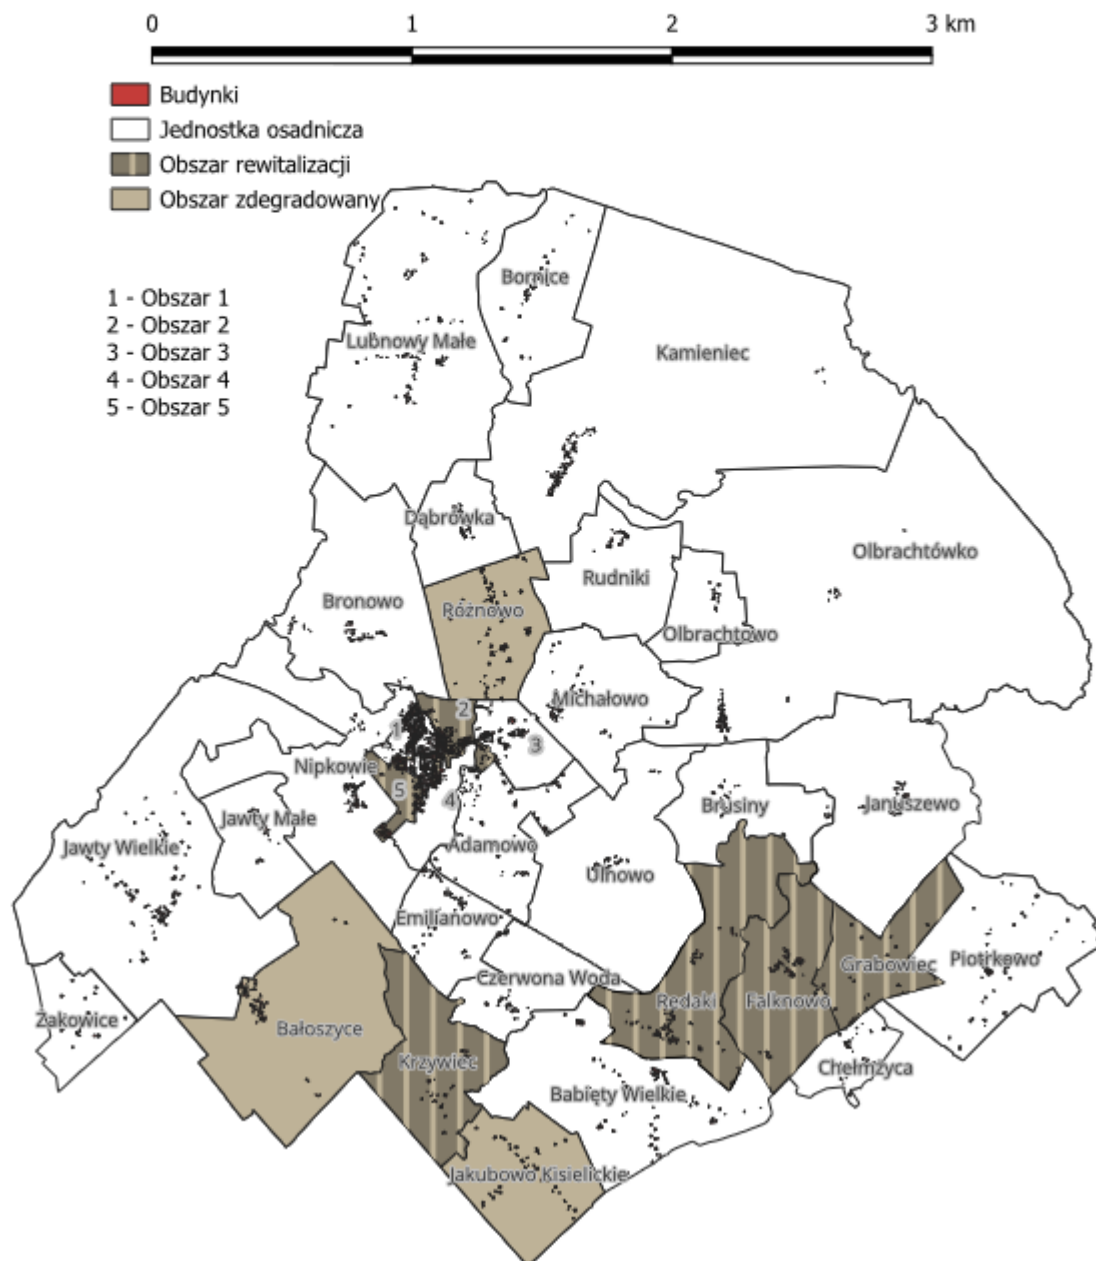 0 1 2 3 km
Budynki
Jednostka osadnicza
Obszar rewitalizacji
Obszar zdegradowany
1 - Obszar 1
2 - Obszar 2
3 - Obszar 3
4 - Obszar 4
5 - Obszar 5
Bornice
Lubnowy Małe
Kamieniec
Dąbrówka
Olbrachtówko
Rudniki
Bronowo
Różnowo
Olbrachtowo
Michałowo
2
1
3
Nipkowie
5
4
Brusiny
Januszewo
Jawty Małe
Jawty Wielkie
Adamowo
Ulnowo
Emilianowo
Piotrkowo
Grabowiec
Czerwona Woda
Redaki
Fałknowo
Żakowice
Bałoszyce
Krzywiec
Chełmżyca
Babięty Wielkie
Jakubowo Kisielickie